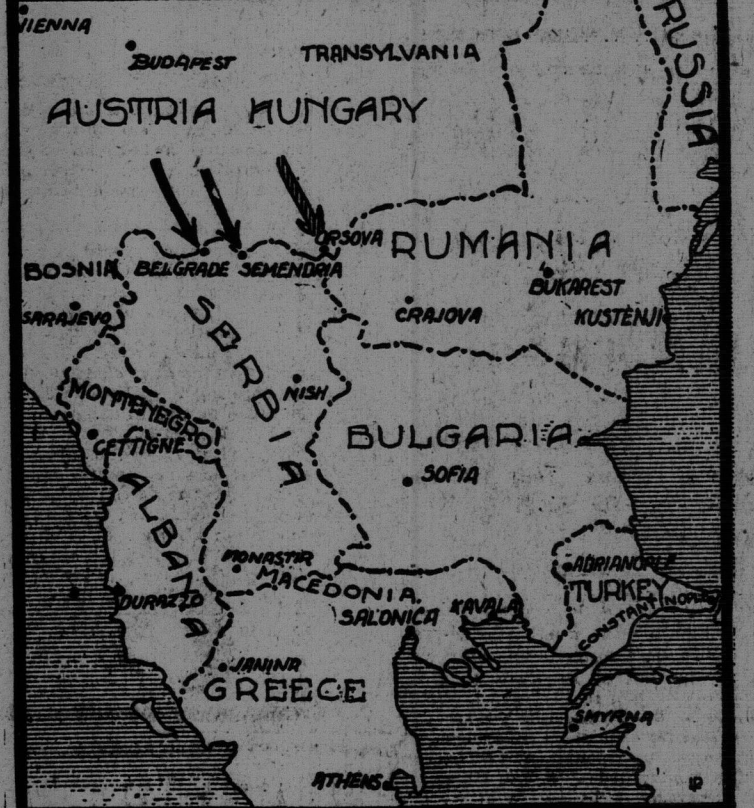 VIENNA
BUDAPEST
TRANSYLVANIA
RUSSIA
AUSTRIA HUNGARY
ORSOVA
RUMANIA
BOSNIA
BELGRADE
SEMENDRIA
BUKAREST
SARAJEVO
CRAJOVA
KUSTENJI
SERBIA
NISH
MONTENEGRO
CETTIGNE
BULGARIA
SOFIA
ALBANIA
MONASTIR
MACEDONIA
ADRIANOPLE
TURKEY
DURAZZO
SALONICA
KAVALA
CONSTANTINOPLE
JANINA
GREECE
SMYRNA
ATHENS